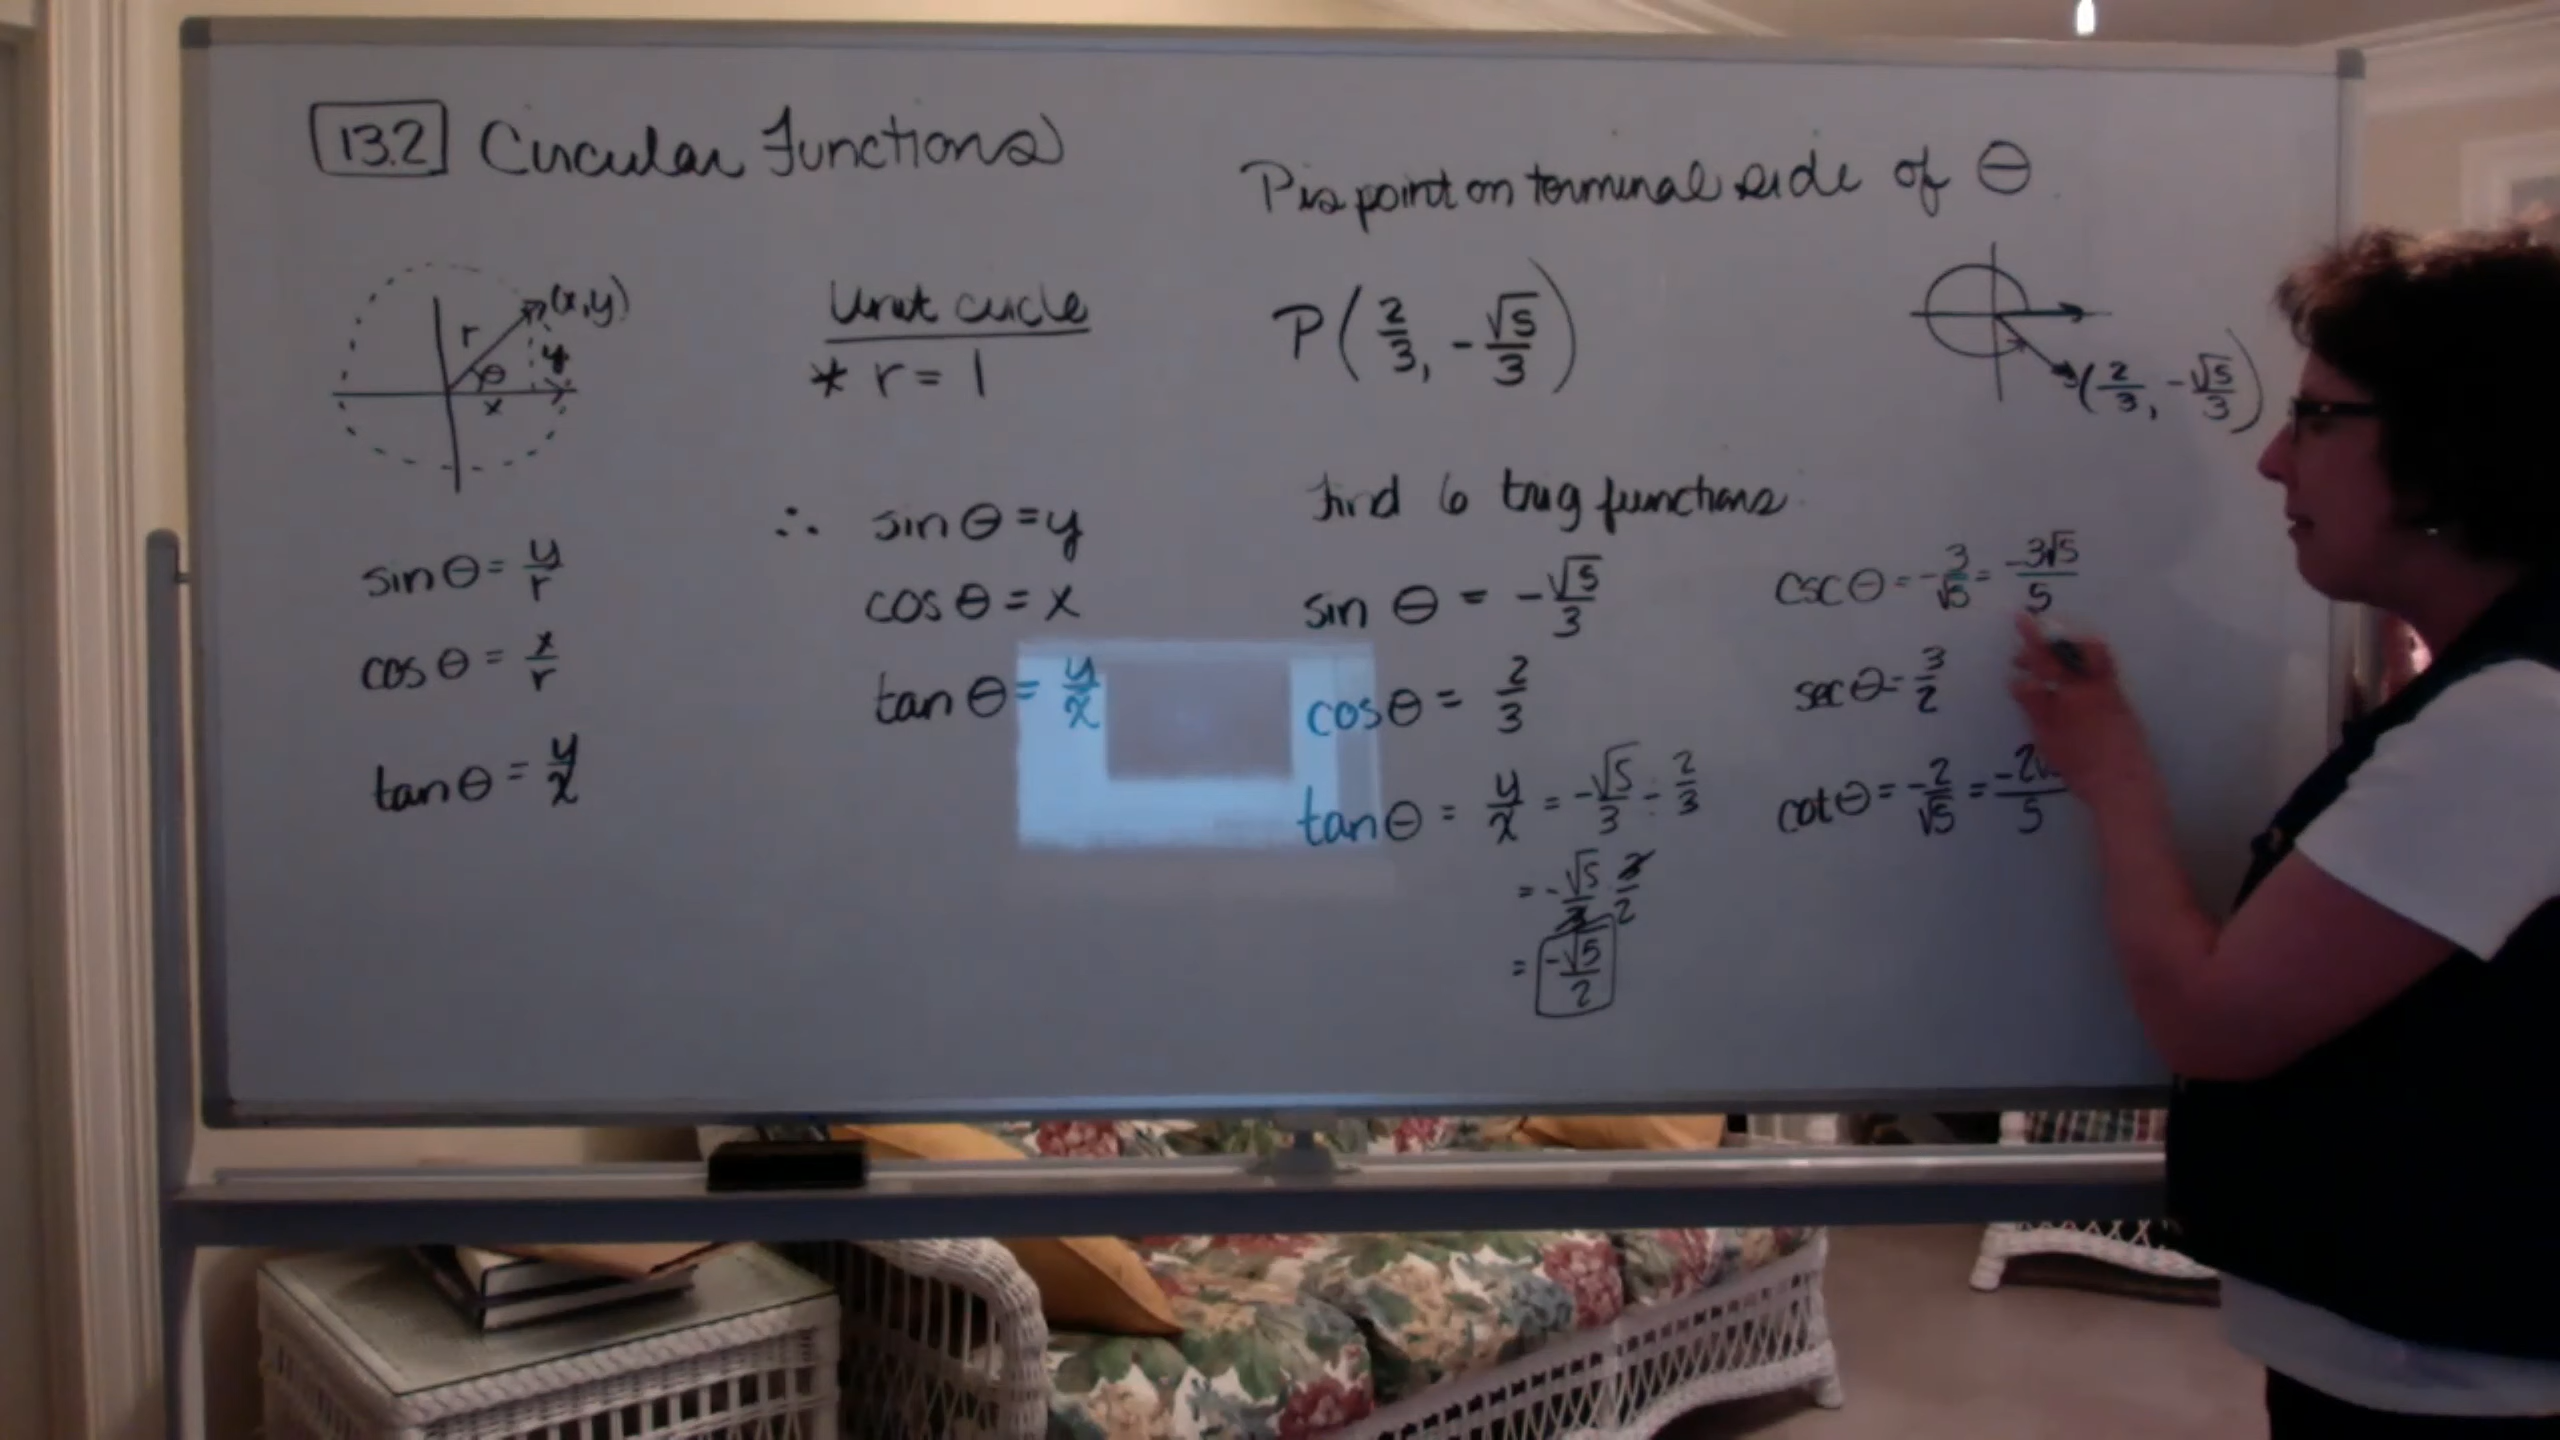 13.2 Circular Functions
(x,y)
r
y
θ
x
sin θ = y/r
cos θ = x/r
tan θ = y/x
Unit circle
* r = 1
∴ sin θ = y
cos θ = x
tan θ = y/x
P is point on terminal side of θ
P(2/3, -√5/3)
(2/3, -√5/3)
Find 6 trig functions
sin θ = -√5/3
cos θ = 2/3
tan θ = y/x = -√5/3 ÷ 2/3
= -√5/3 · 3/2
= -√5/2
csc θ = -3/√5 = -3√5/5
sec θ = 3/2
cot θ = -2/√5 = -2√/5